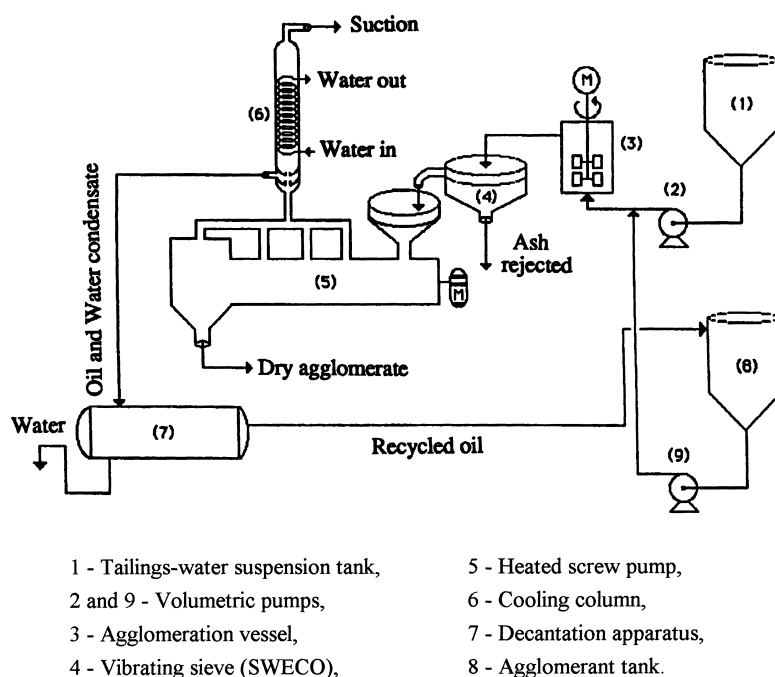 Suction
Water out
(6)
Water in
M
(3)
(1)
(2)
(4)
Ash
rejected
(5)
M
Oil and Water condensate
Dry agglomerate
(8)
Water
(7)
Recycled oil
(9)
1 - Tailings-water suspension tank,
2 and 9 - Volumetric pumps,
3 - Agglomeration vessel,
4 - Vibrating sieve (SWECO),
5 - Heated screw pump,
6 - Cooling column,
7 - Decantation apparatus,
8 - Agglomerant tank.